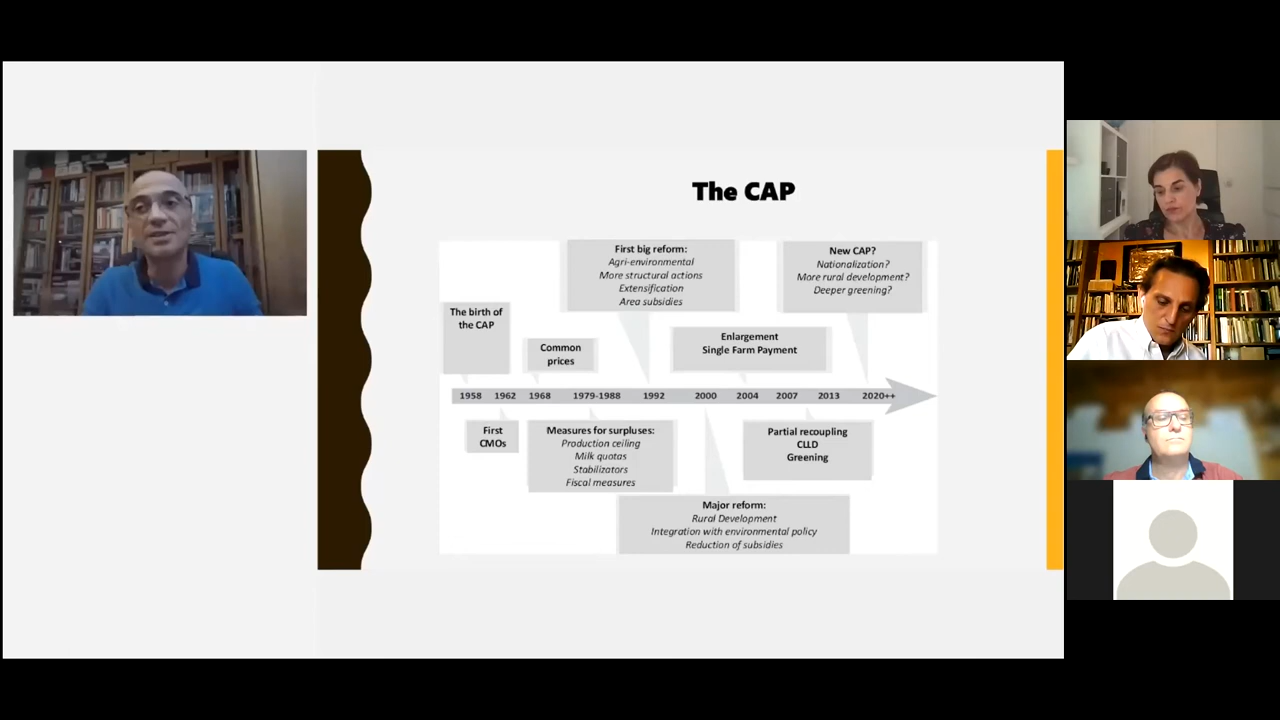 The CAP
First big reform:
Agri-environmental
More structural actions
Extensification
Area subsidies
New CAP?
Nationalization?
More rural development?
Deeper greening?
The birth of
the CAP
Common
prices
Enlargement
Single Farm Payment
1958 1962 1968 1979-1988 1992 2000 2004 2007 2013 2020++
First
CMOs
Measures for surpluses:
Production ceiling
Milk quotas
Stabilizators
Fiscal measures
Partial recoupling
CLLD
Greening
Major reform:
Rural Development
Integration with environmental policy
Reduction of subsidies